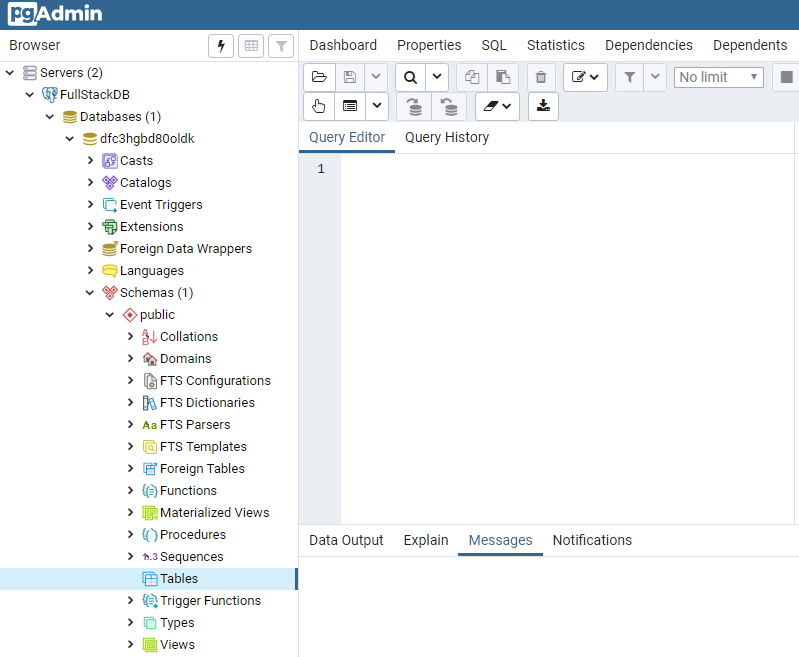 pgAdmin
Browser
Dashboard Properties SQL Statistics Dependencies Dependents
Servers (2)
FullStackDB
Databases (1)
dfc3hgbd80oldk
Casts
Catalogs
Event Triggers
Extensions
Foreign Data Wrappers
Languages
Schemas (1)
public
Collations
Domains
FTS Configurations
FTS Dictionaries
Aa FTS Parsers
FTS Templates
Foreign Tables
Functions
Materialized Views
Procedures
1..3 Sequences
Tables
Trigger Functions
Types
Views
No limit
Query Editor Query History
1
Data Output Explain Messages Notifications